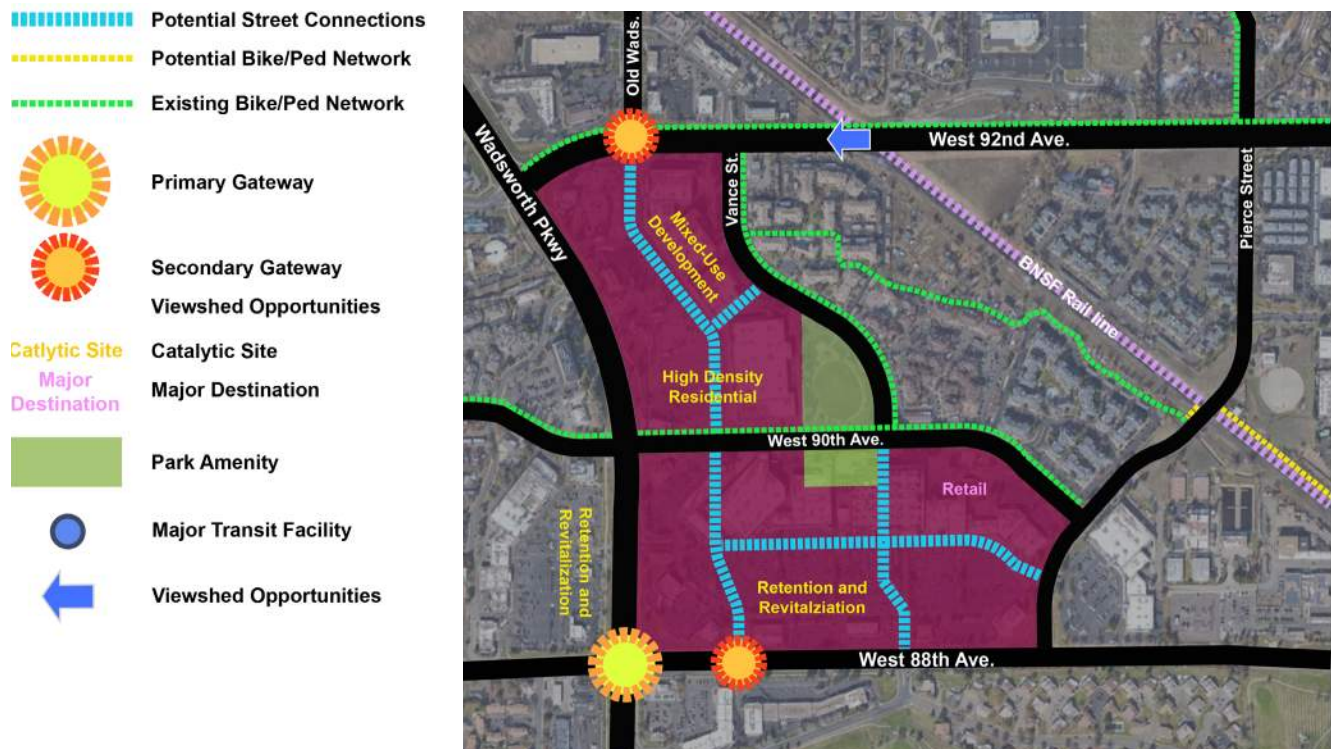 Potential Street Connections
Potential Bike/Ped Network
Existing Bike/Ped Network
Primary Gateway
Secondary Gateway
Viewshed Opportunities
Catlytic Site
Catalytic Site
Major
Destination
Major Destination
Park Amenity
Major Transit Facility
Viewshed Opportunities
Old Wads.
West 92nd Ave.
Wadsworth Pkwy
Vance St.
Pierce Street
Mixed-Use
Development
BNSF Rail line
High Density
Residential
West 90th Ave.
Retail
Retention and
Revitalization
Retention and
Revitalziation
West 88th Ave.